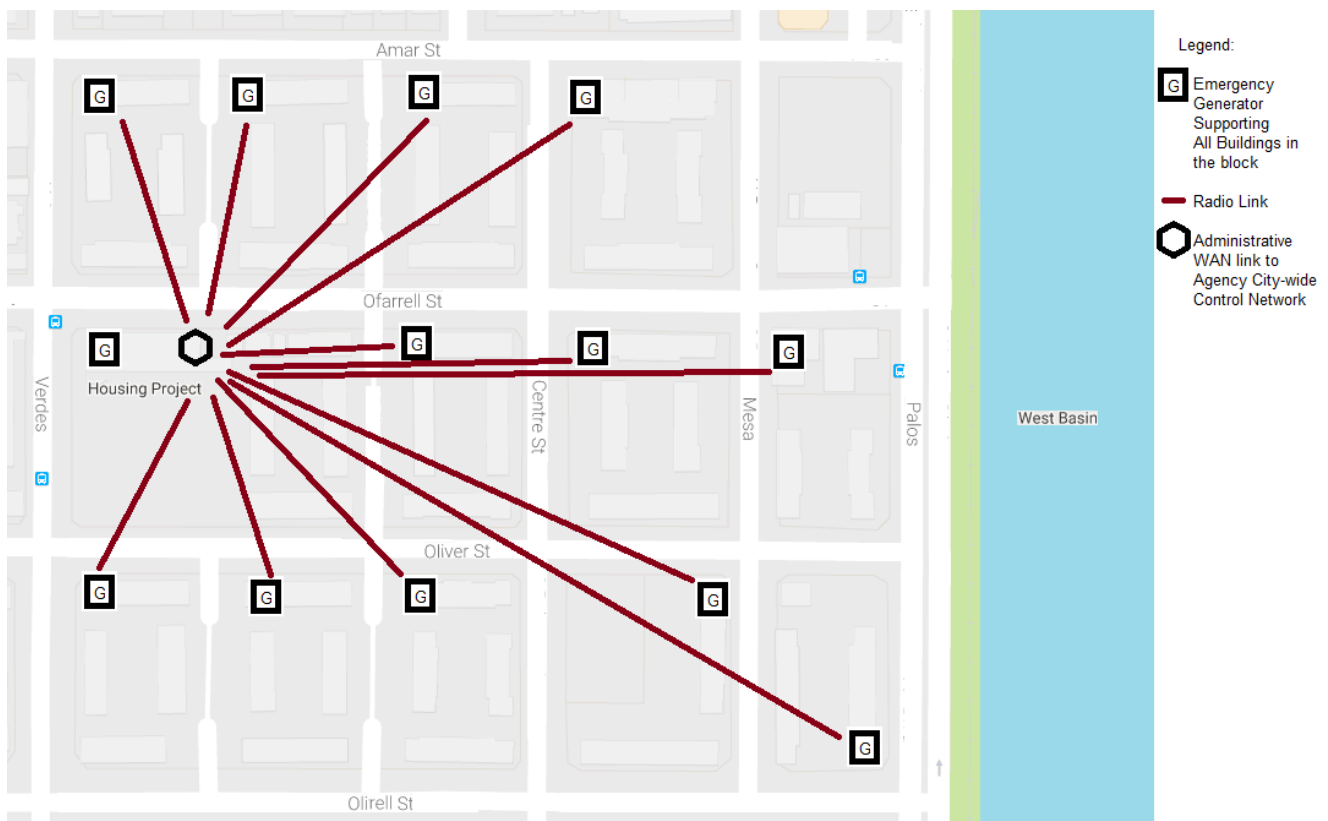 Amar St
Legend:
G
G
G
G
G
Emergency
Generator
Supporting
All Buildings in
the block
Radio Link
Administrative
WAN link to
Agency City-wide
Control Network
Ofarrell St
G
G
G
G
Housing Project
Verdes
Centre St
Mesa
Palos
West Basin
Oliver St
G
G
G
G
G
Olirell St